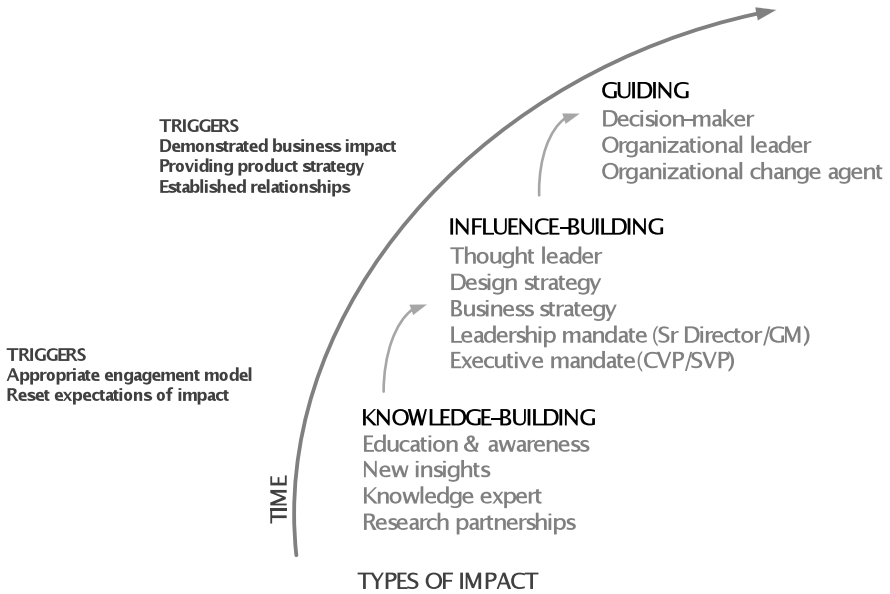 GUIDING
Decision-maker
Organizational leader
Organizational change agent
TRIGGERS
Demonstrated business impact
Providing product strategy
Established relationships
INFLUENCE-BUILDING
Thought leader
Design strategy
Business strategy
Leadership mandate (Sr Director/GM)
Executive mandate(CVP/SVP)
TRIGGERS
Appropriate engagement model
Reset expectations of impact
KNOWLEDGE-BUILDING
Education & awareness
New insights
Knowledge expert
Research partnerships
TIME
TYPES OF IMPACT